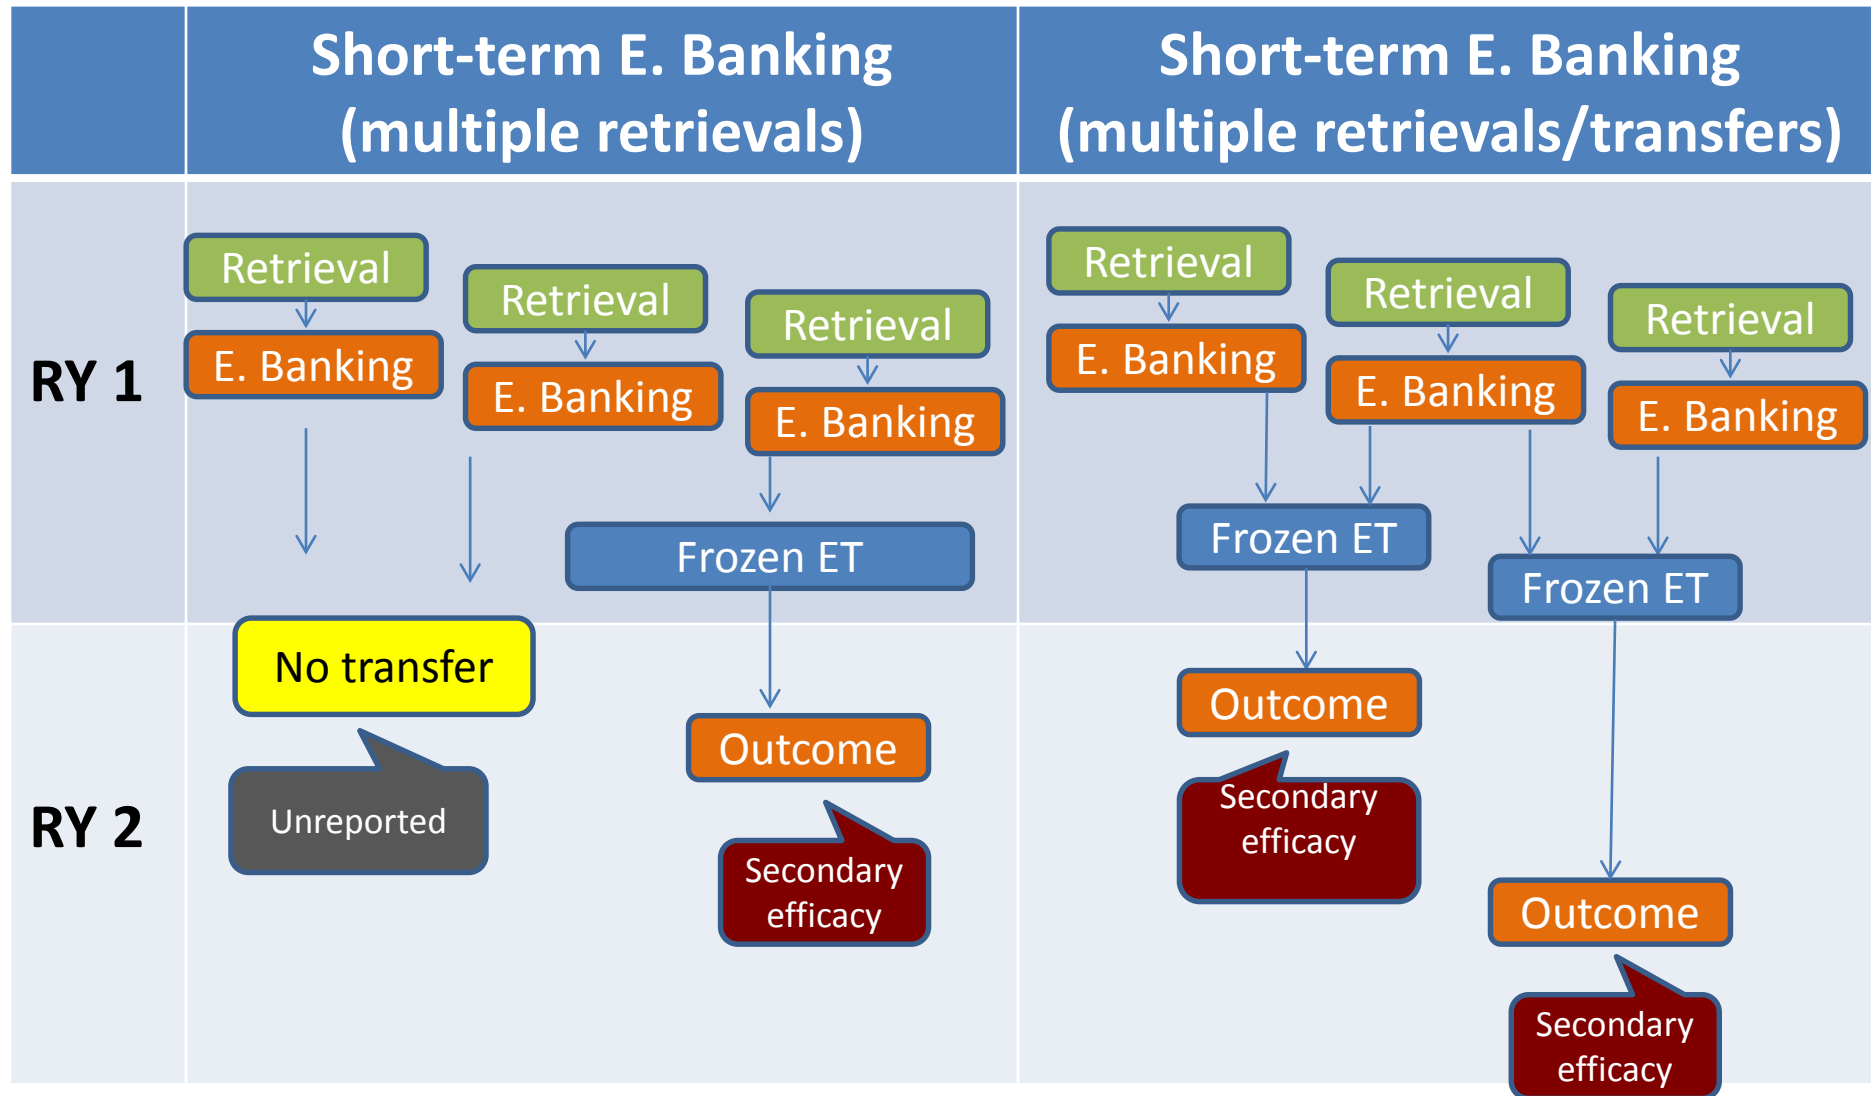 Short-term E. Banking
(multiple retrievals)
Short-term E. Banking
(multiple retrievals/transfers)
RY 1
Retrieval
Retrieval
Retrieval
E. Banking
E. Banking
E. Banking
Frozen ET
Retrieval
Retrieval
Retrieval
E. Banking
E. Banking
E. Banking
Frozen ET
Frozen ET
RY 2
No transfer
Unreported
Outcome
Secondary
efficacy
Outcome
Secondary
efficacy
Outcome
Secondary
efficacy